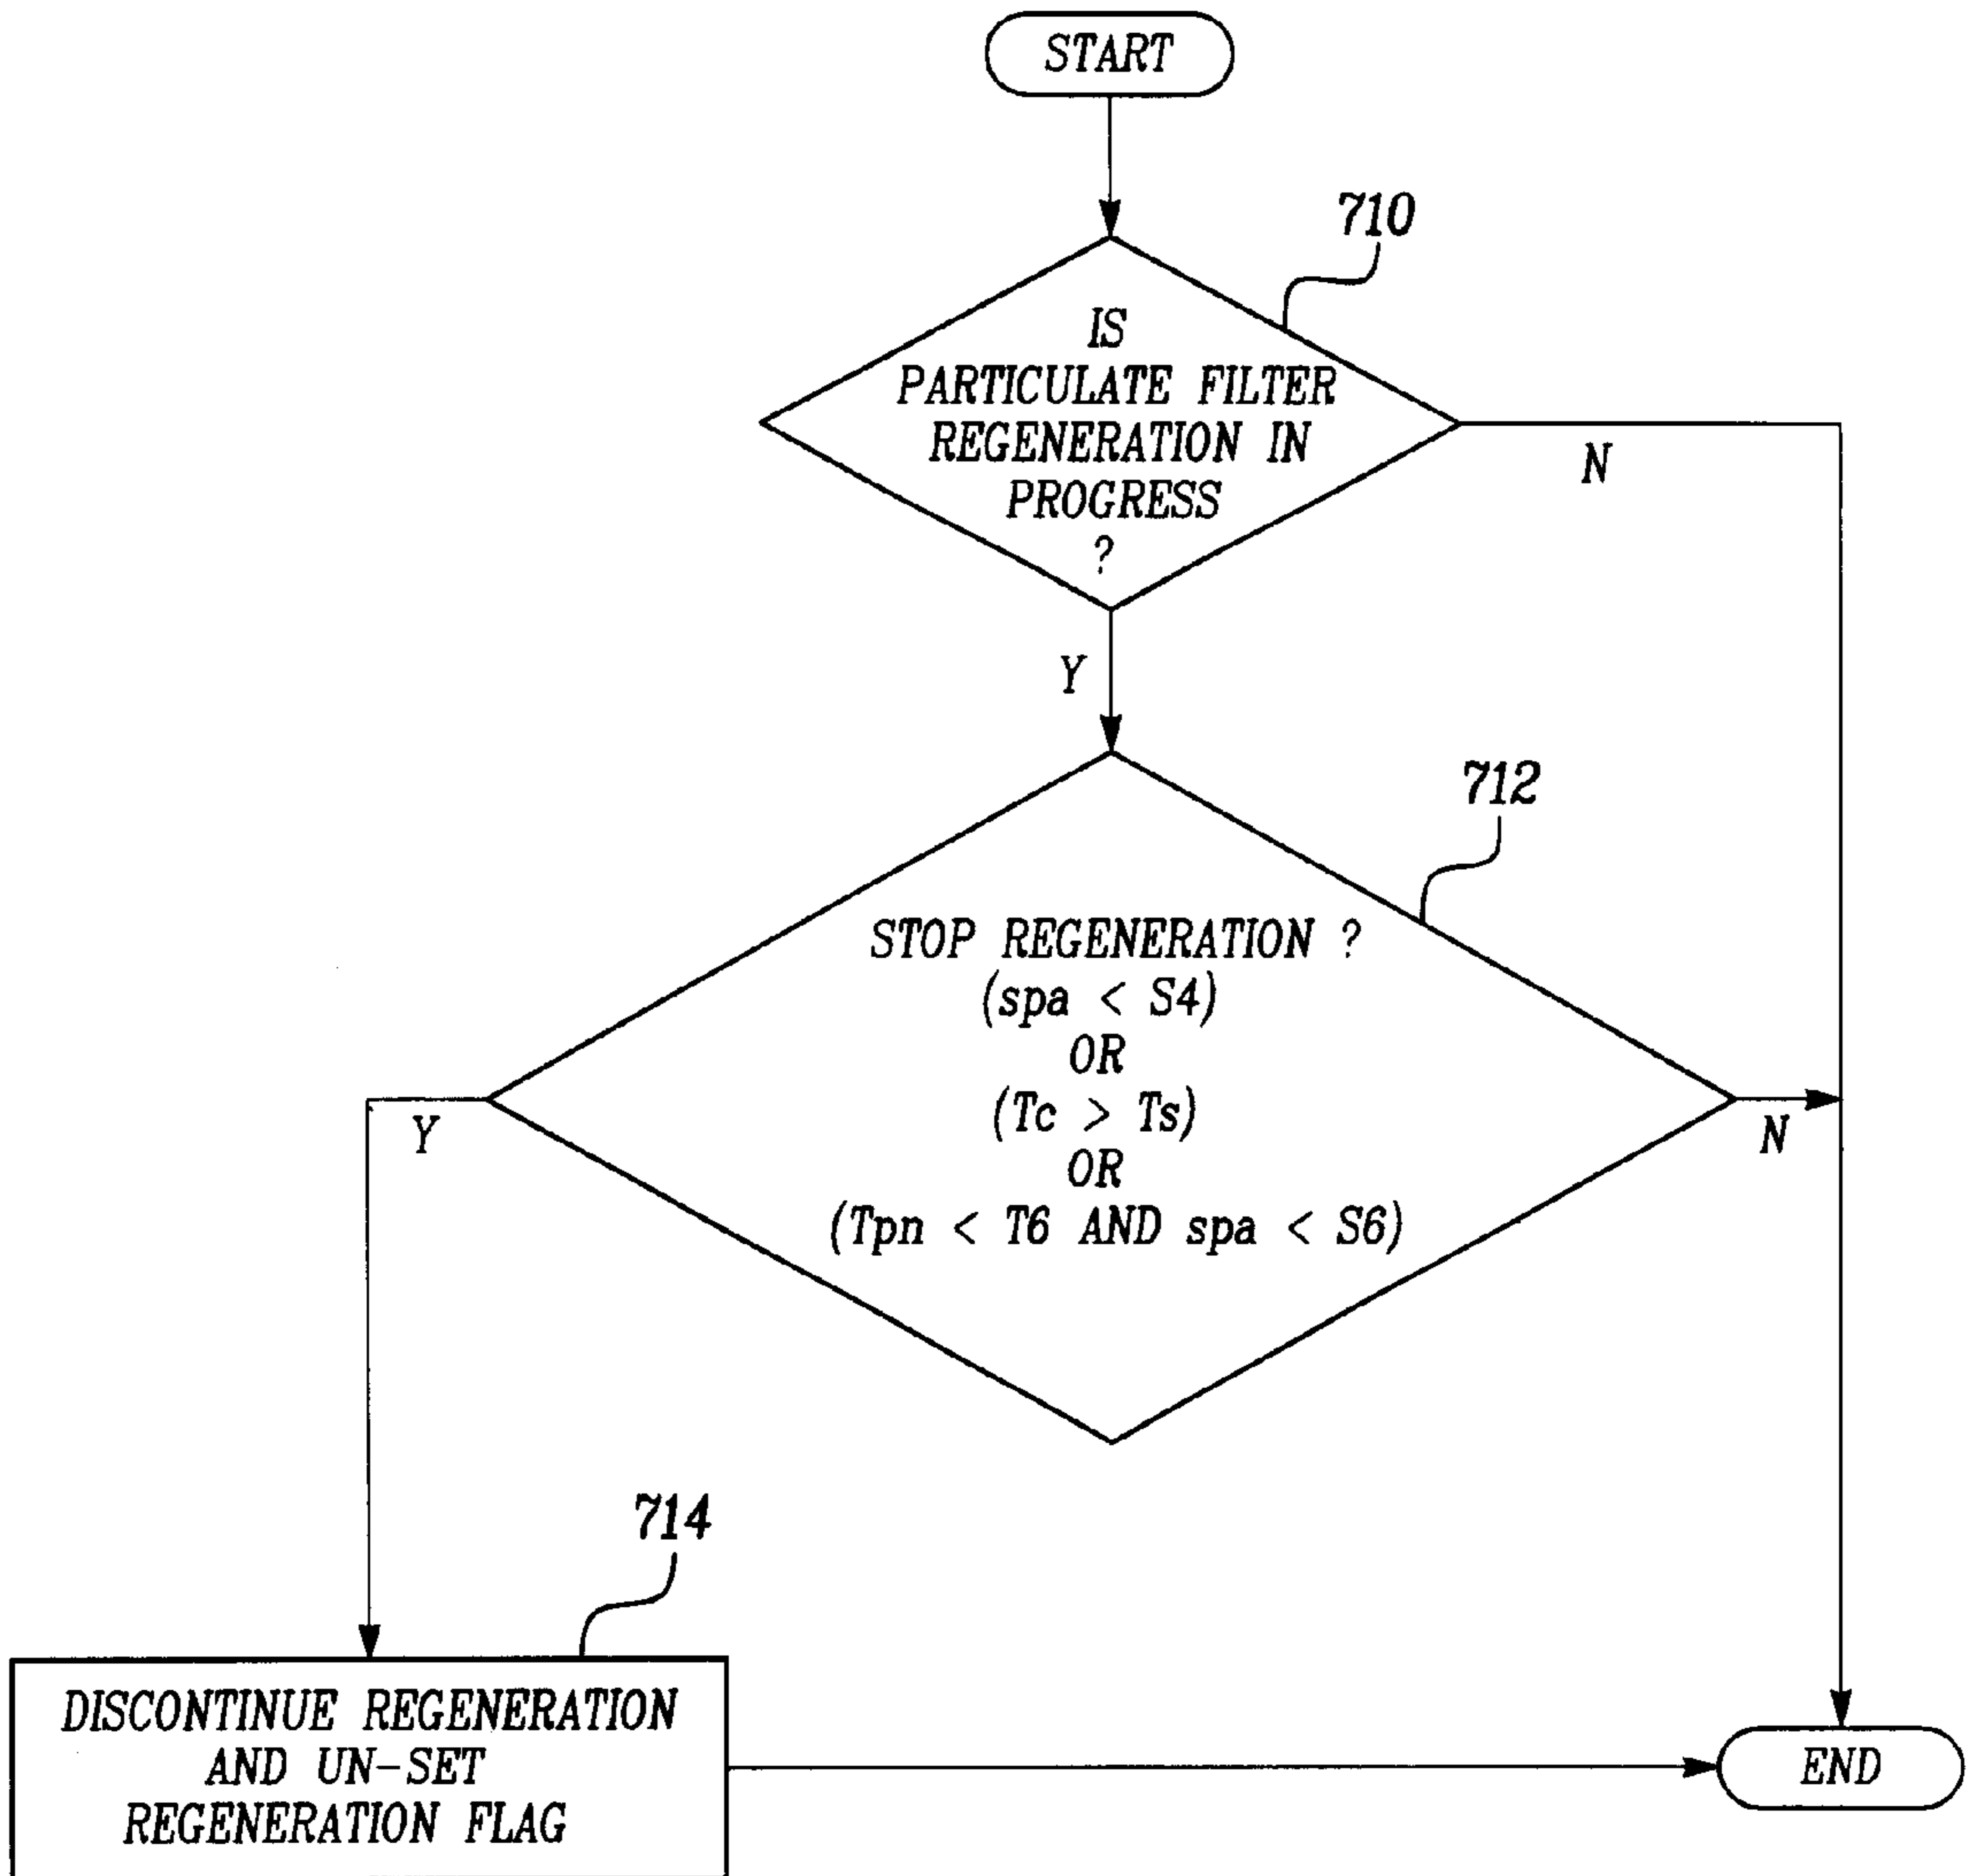 START
710
IS
PARTICULATE FILTER
REGENERATION IN
PROGRESS
?
N
Y
712
STOP REGENERATION ?
(spa < S4)
OR
(Tc > Ts)
OR
(Tpn < T6 AND spa < S6)
Y
N
714
DISCONTINUE REGENERATION
AND UN-SET
REGENERATION FLAG
END